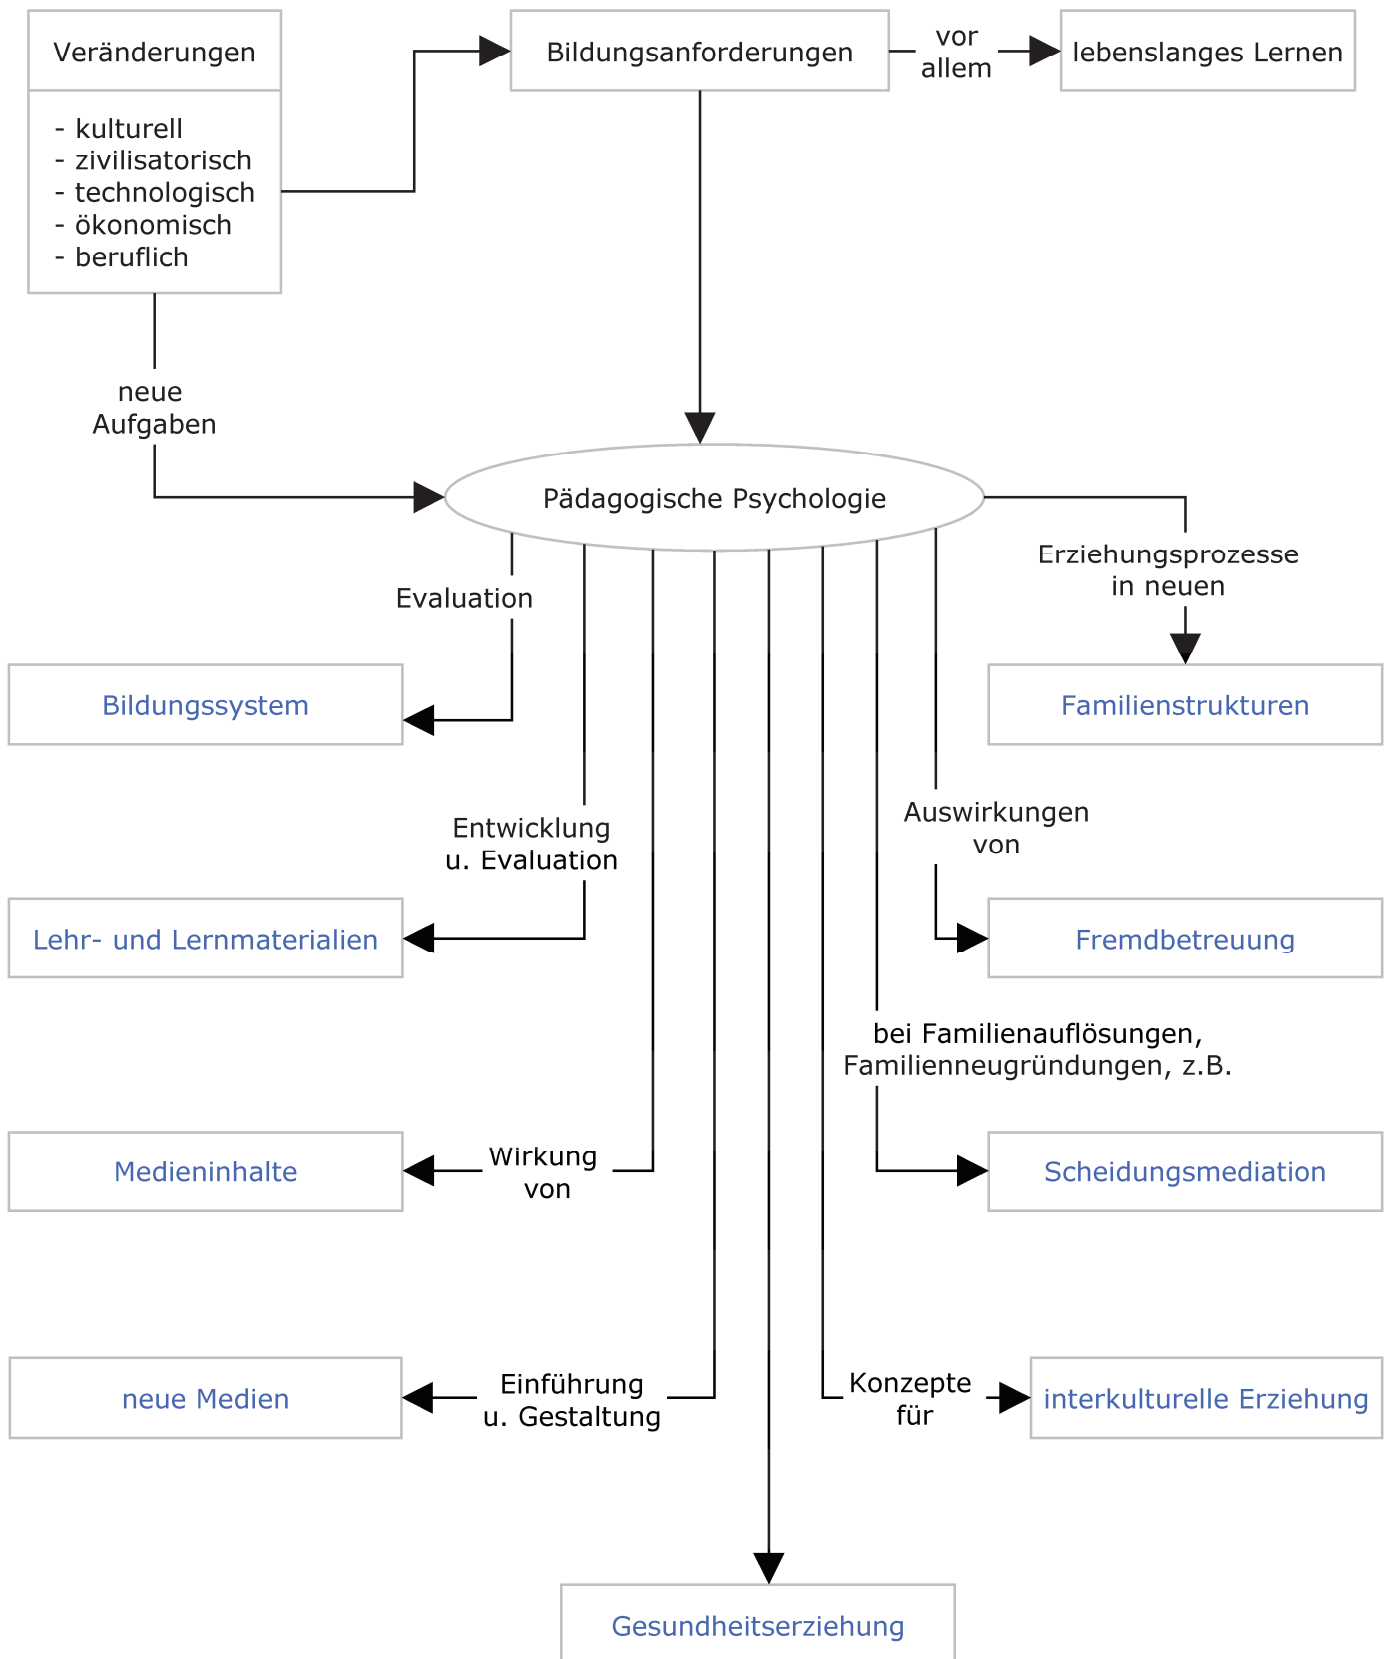 Veränderungen
- kulturell
- zivilisatorisch
- technologisch
- ökonomisch
- beruflich
Bildungsanforderungen
vor
allem
lebenslanges Lernen
neue
Aufgaben
Pädagogische Psychologie
Evaluation
Bildungssystem
Erziehungsprozesse
in neuen
Familienstrukturen
Entwicklung
u. Evaluation
Lehr- und Lernmaterialien
Auswirkungen
von
Fremdbetreuung
bei Familienauflösungen,
Familienneugründungen, z.B.
Scheidungsmediation
Wirkung
von
Medieninhalte
Einführung
u. Gestaltung
neue Medien
Konzepte
für
interkulturelle Erziehung
Gesundheitserziehung